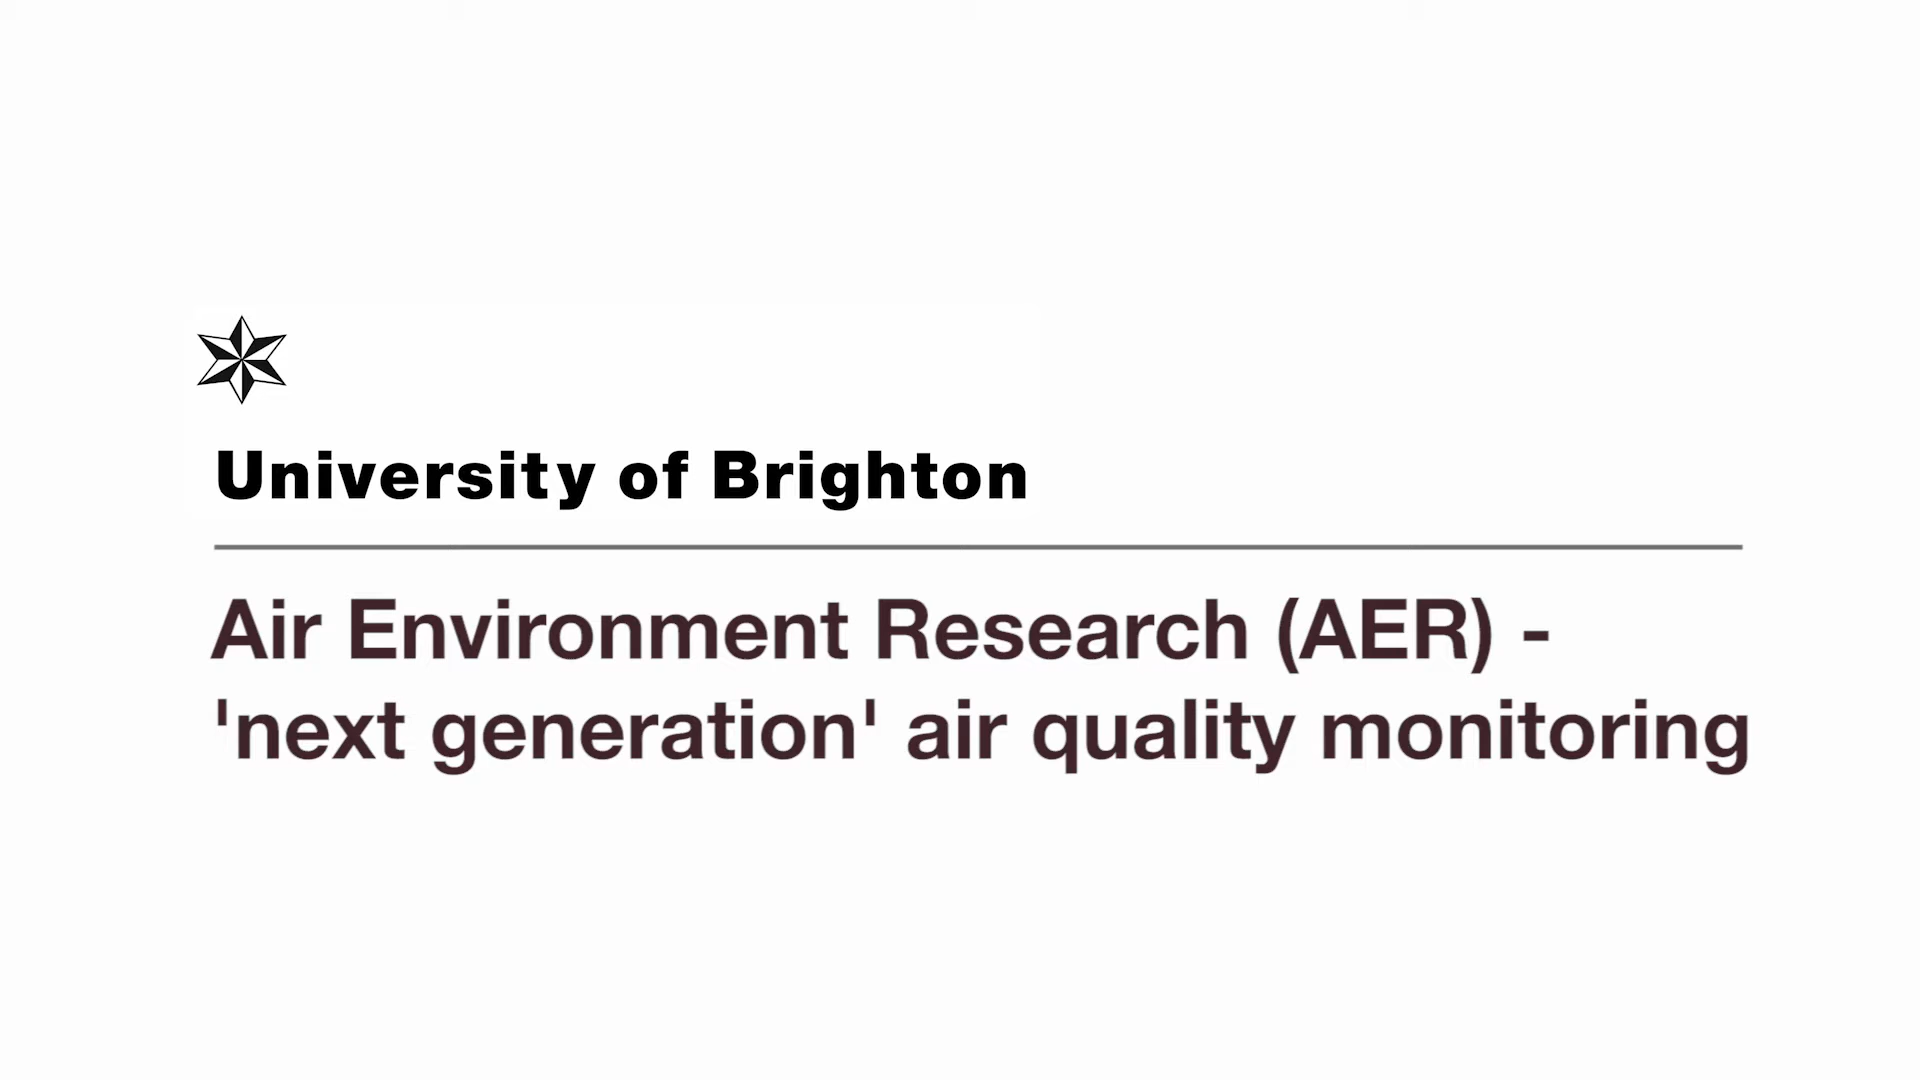 University of Brighton
Air Environment Research (AER) -
'next generation' air quality monitoring